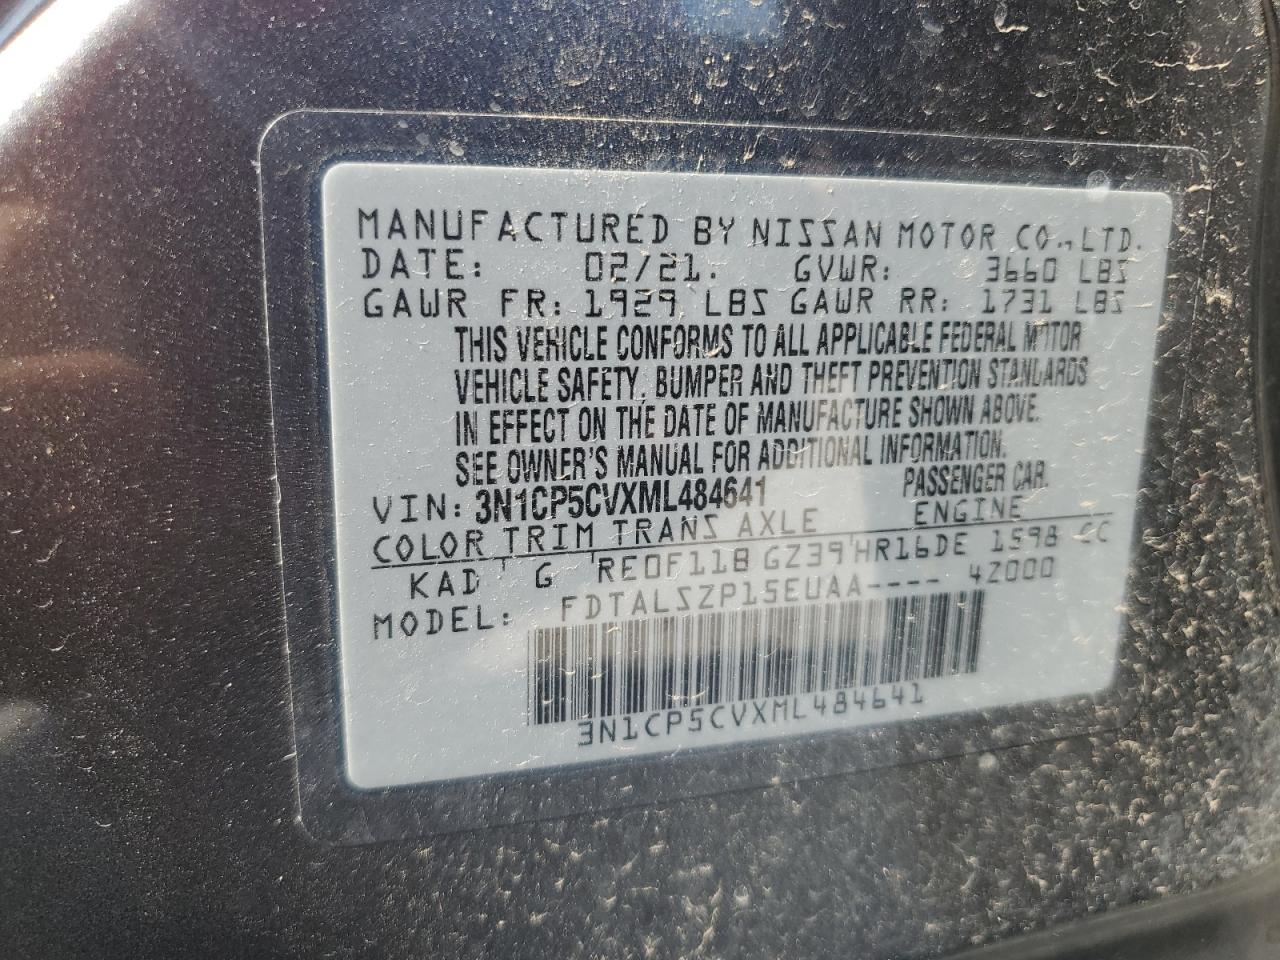 MANUFACTURED BY NISSAN MOTOR CO.,LTD.
DATE: 02/21. GVWR: 3660 LBS
GAWR FR: 1929 LBS GAWR RR: 1731 LBS
THIS VEHICLE CONFORMS TO ALL APPLICABLE FEDERAL MOTOR
VEHICLE SAFETY, BUMPER AND THEFT PREVENTION STANDARDS
IN EFFECT ON THE DATE OF MANUFACTURE SHOWN ABOVE.
SEE OWNER'S MANUAL FOR ADDITIONAL INFORMATION.
VIN: 3N1CP5CVXML484641 PASSENGER CAR.
COLOR TRIM TRANS AXLE ENGINE
KAD ' G 'RE0F11B GZ39'HR16DE 1598 CC
MODEL: FDTALSZP15EUAA---- 42000
3N1CP5CVXML484641